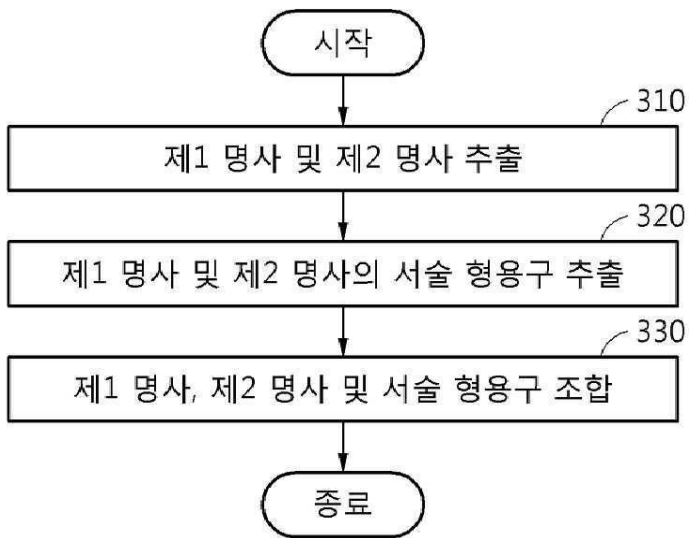 시작
310
제1 명사 및 제2 명사 추출
320
제1 명사 및 제2 명사의 서술 형용구 추출
330
제1 명사, 제2 명사 및 서술 형용구 조합
종료